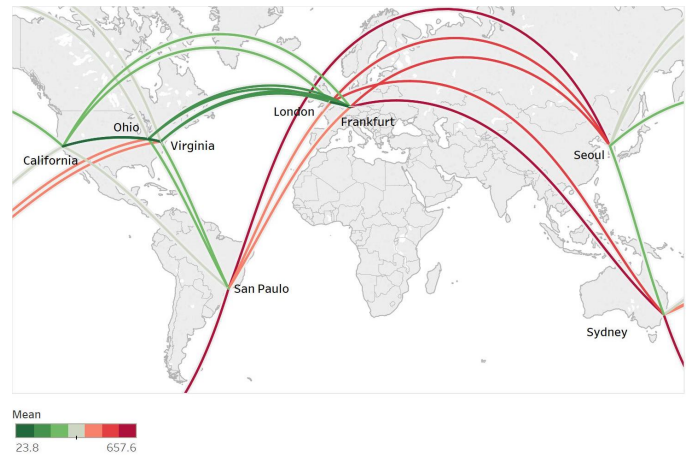 London
Ohio
Frankfurt
Virginia
California
Seoul
San Paulo
Sydney
Mean
23.8 657.6